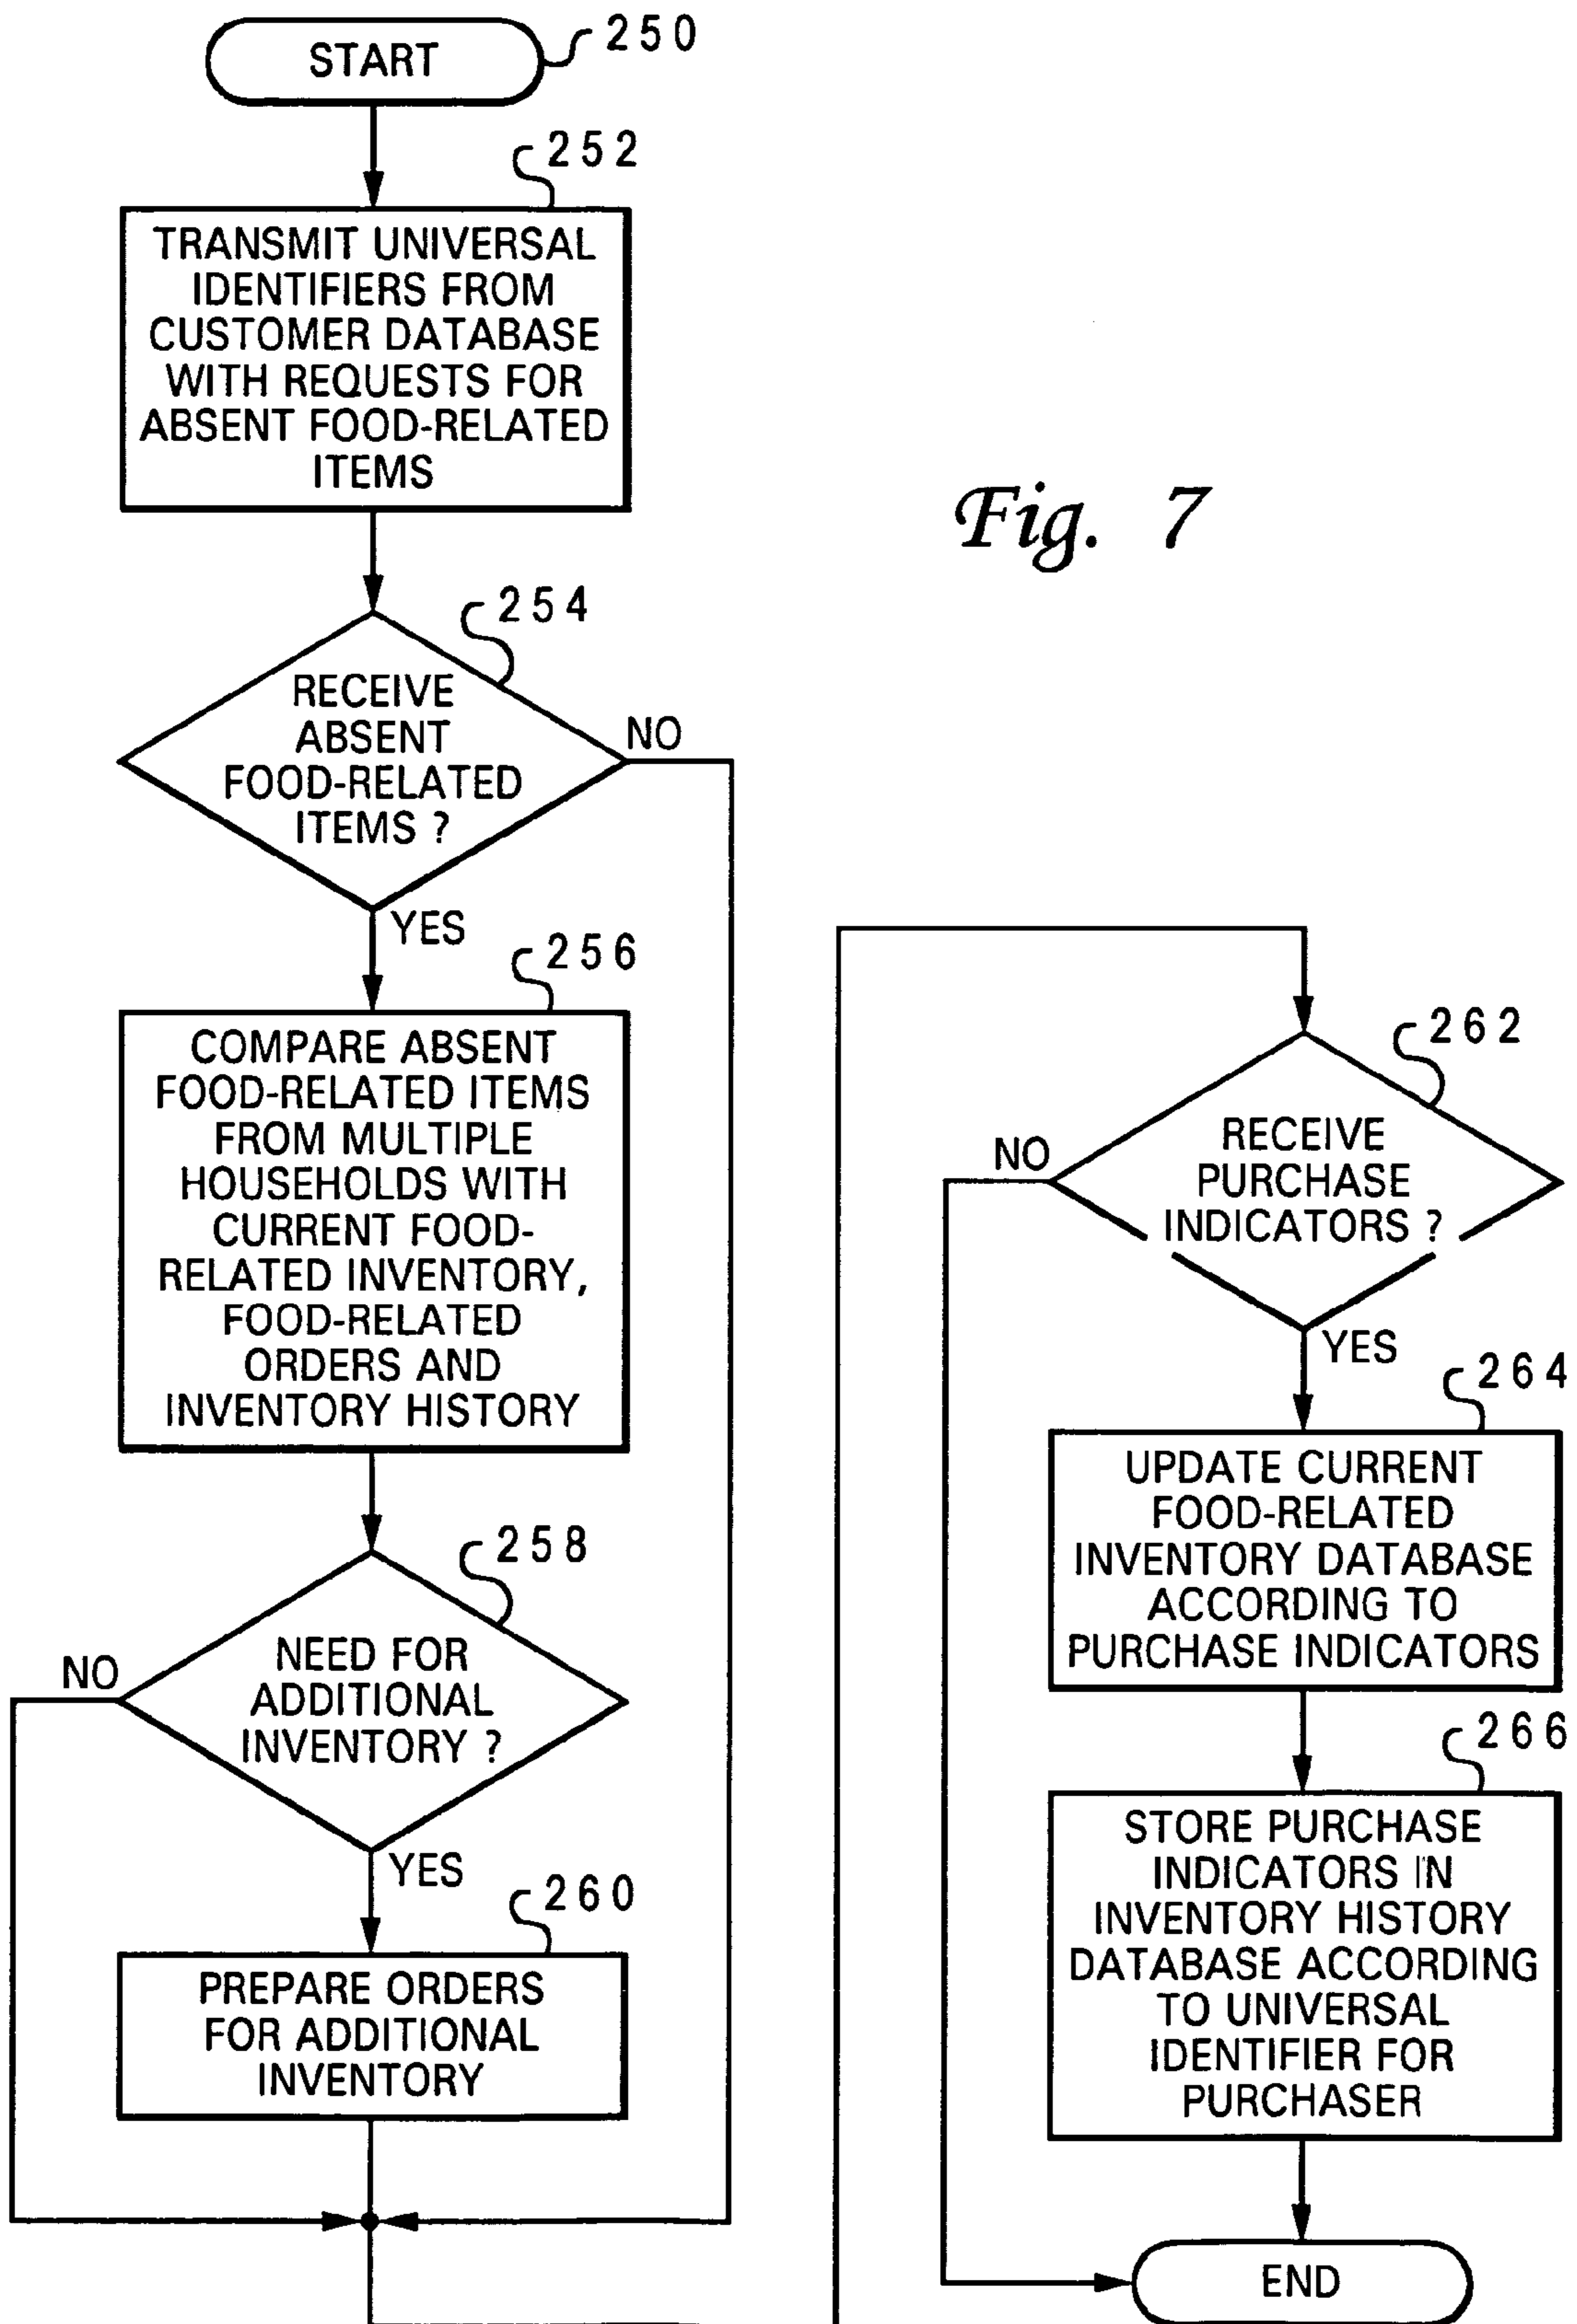 START
250
252
TRANSMIT UNIVERSAL
IDENTIFIERS FROM
CUSTOMER DATABASE
WITH REQUESTS FOR
ABSENT FOOD-RELATED
ITEMS
Fig. 7
254
RECEIVE
ABSENT
FOOD-RELATED
ITEMS ?
NO
YES
256
COMPARE ABSENT
FOOD-RELATED ITEMS
FROM MULTIPLE
HOUSEHOLDS WITH
CURRENT FOOD-
RELATED INVENTORY,
FOOD-RELATED
ORDERS AND
INVENTORY HISTORY
258
NEED FOR
ADDITIONAL
INVENTORY ?
NO
YES
260
PREPARE ORDERS
FOR ADDITIONAL
INVENTORY
262
RECEIVE
PURCHASE
INDICATORS ?
NO
YES
264
UPDATE CURRENT
FOOD-RELATED
INVENTORY DATABASE
ACCORDING TO
PURCHASE INDICATORS
266
STORE PURCHASE
INDICATORS IN
INVENTORY HISTORY
DATABASE ACCORDING
TO UNIVERSAL
IDENTIFIER FOR
PURCHASER
END